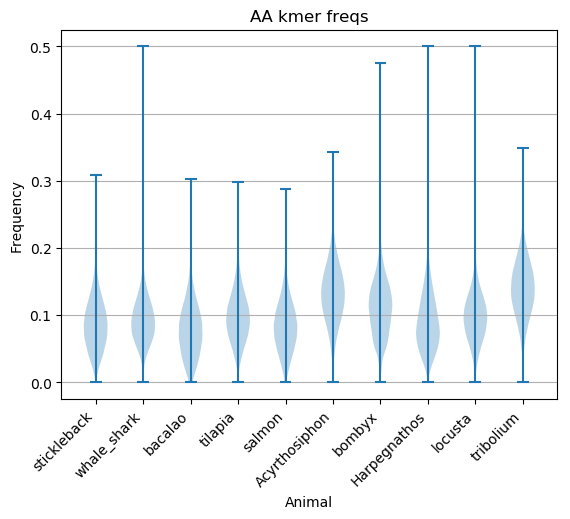 AA kmer freqs
Frequency
0.5
0.4
0.3
0.2
0.1
0.0
stickleback
whale_shark
bacalao
tilapia
salmon
Acyrthosiphon
bombyx
Harpegnathos
locusta
tribolium
Animal